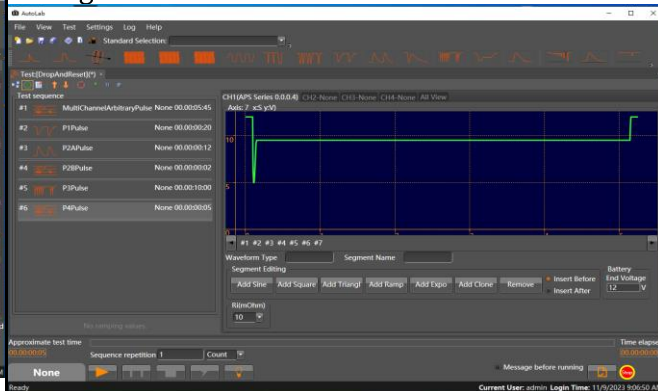 AutoLab
File View Test Settings Log Help
Standard Selection:
Test:(DropAndReset)(*)
Test sequence
#1 MultiChannelArbitraryPulse None 00.00:05:45
#2 P1Pulse None 00.00:00:20
#3 P2APulse None 00.00:00:12
#4 P2BPulse None 00.00:00:02
#5 P3Pulse None 00.00:10:00
#6 P4Pulse None 00.00:00:05
No ramping values
CH1(APS Series 0.0.0.4) CH2-None CH3-None CH4-None All View
Axis: 7 x:S y:V)
10
5
#1 #2 #3 #4 #5 #6 #7
Waveform Type Segment Name
Segment Editing
Add Sine Add Square Add Triangl Add Ramp Add Expo Add Clone Remove
Insert Before
Insert After
Battery
End Voltage
12 V
Ri(mOhm)
10
Approximate test time
00.00:00:05
Sequence repetition 1 Count
Time elapse
00.00:00:00
None
Message before running
Ready
Current User: admin Login Time: 11/9/2023 9:06:50 A